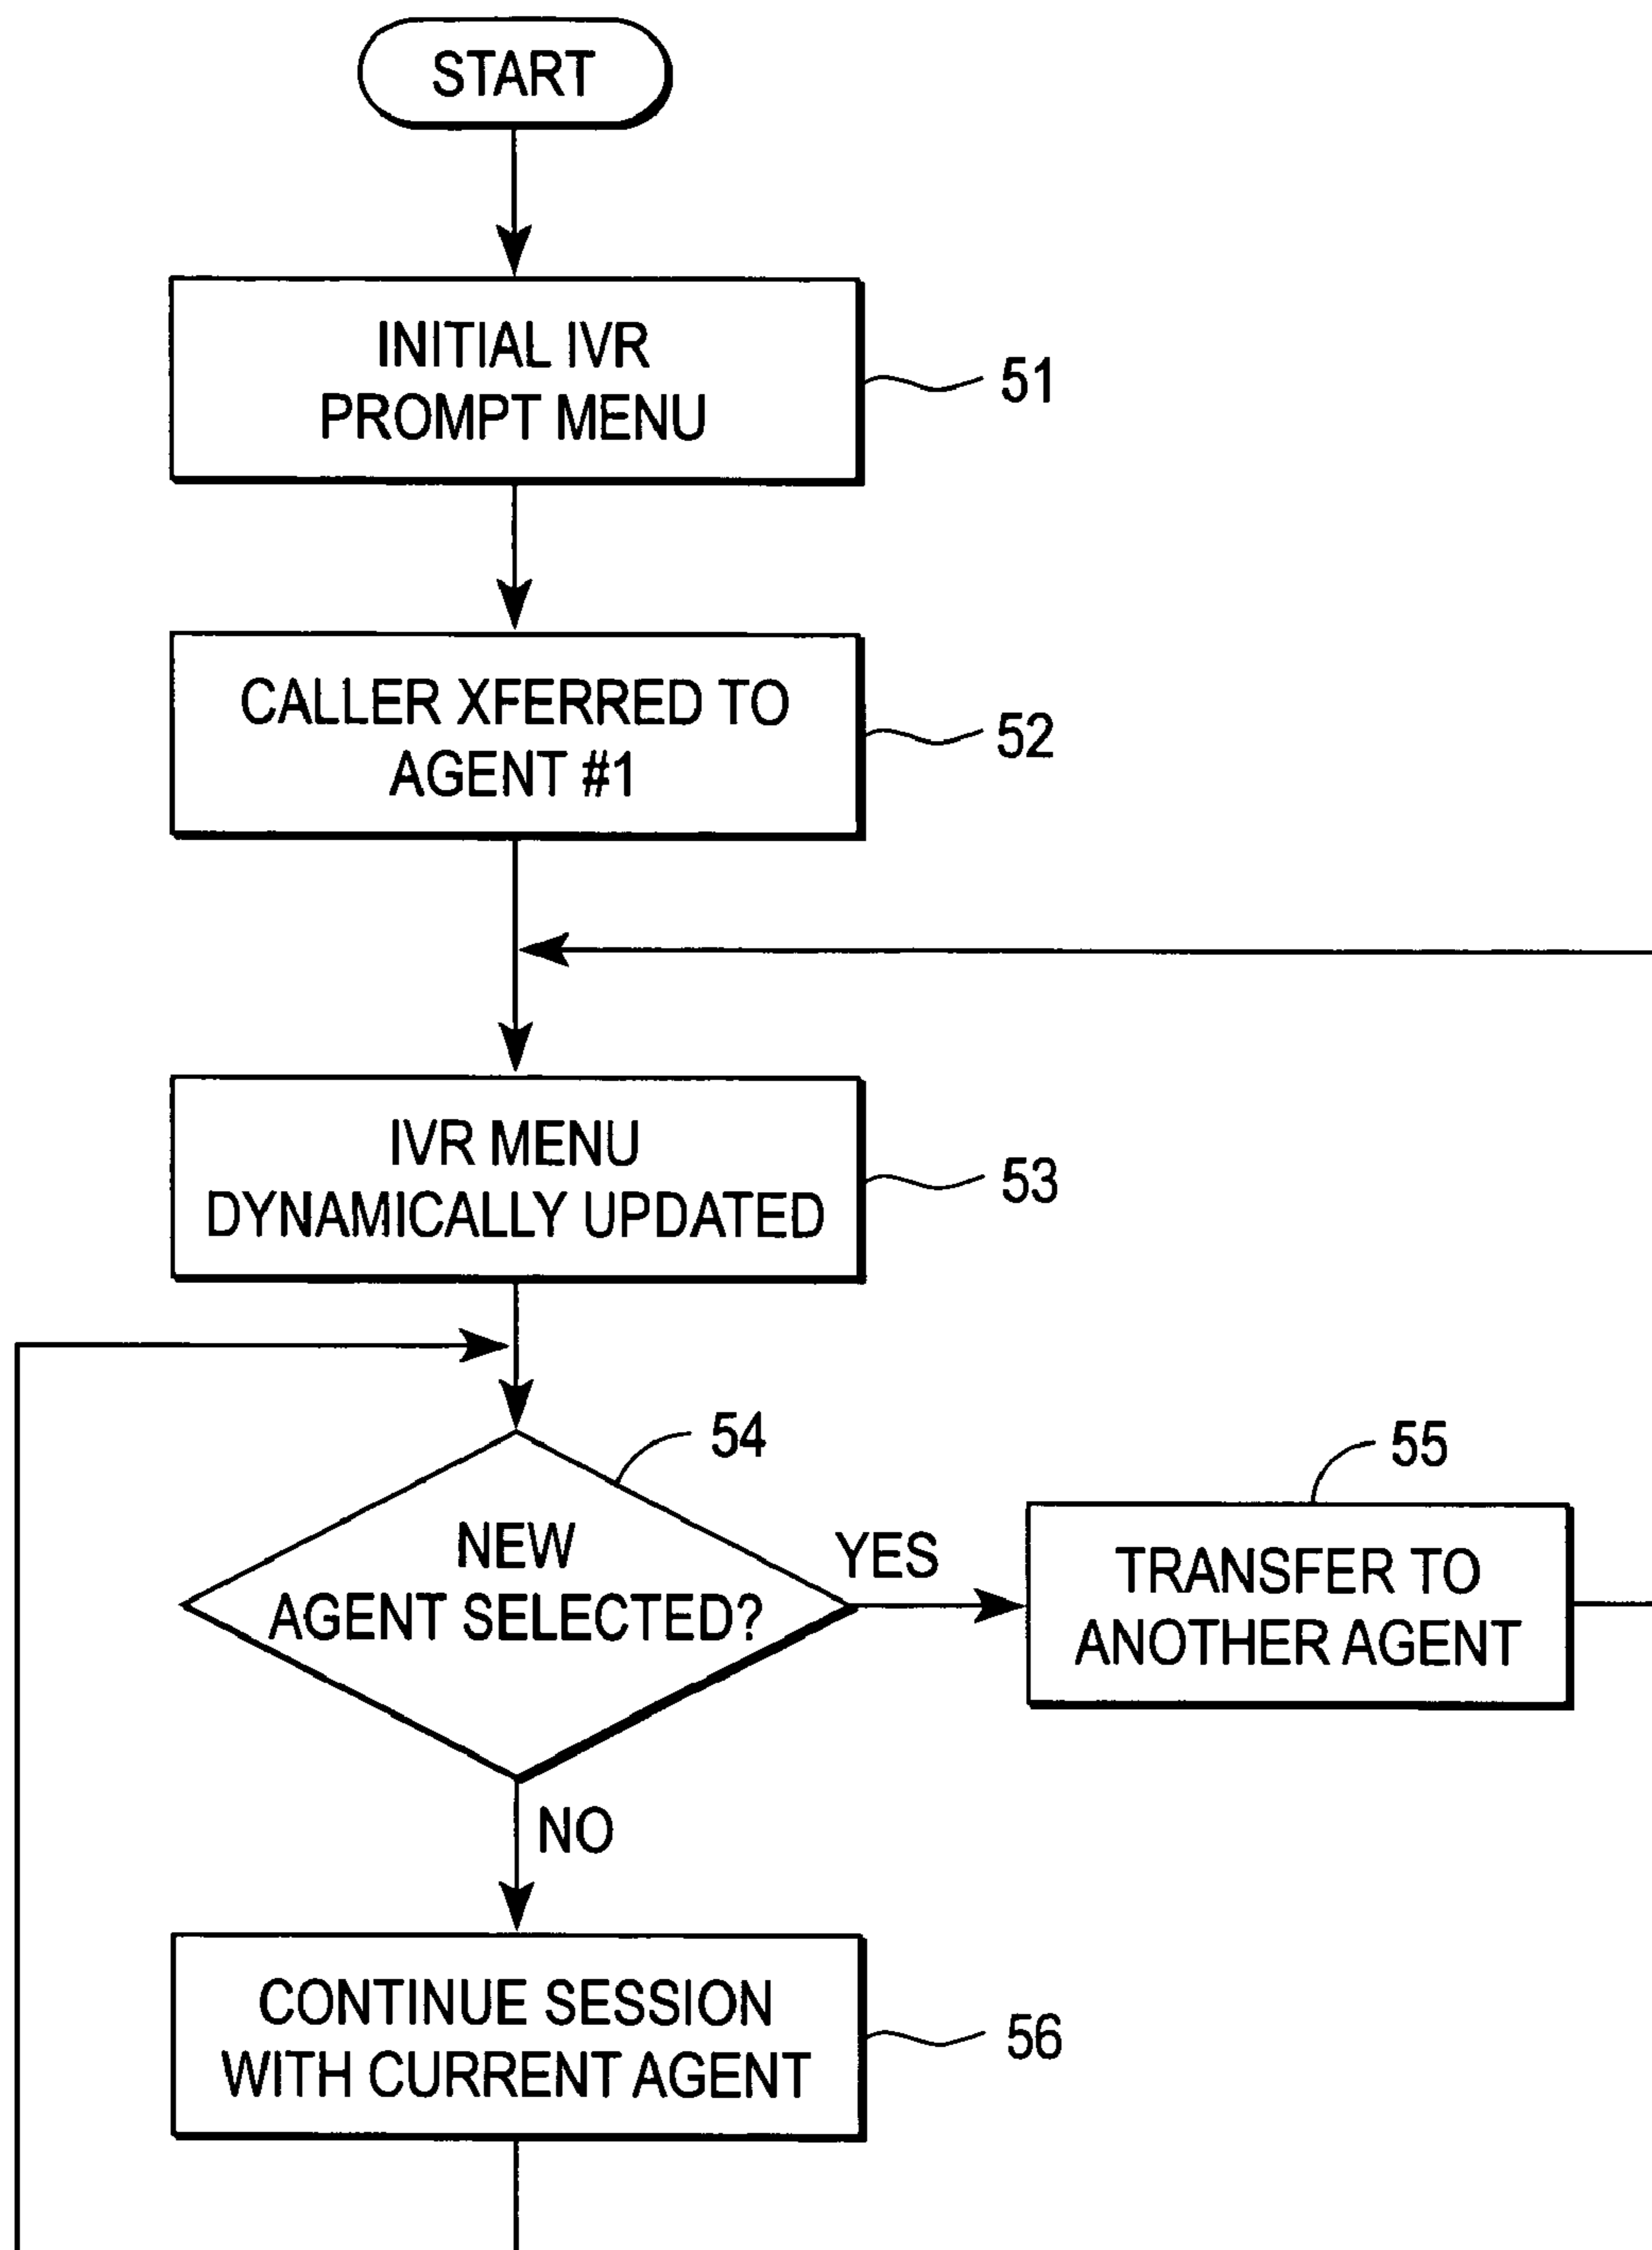 START
INITIAL IVR
PROMPT MENU
51
CALLER XFERRED TO
AGENT #1
52
IVR MENU
DYNAMICALLY UPDATED
53
54
NEW
AGENT SELECTED?
YES
55
TRANSFER TO
ANOTHER AGENT
NO
CONTINUE SESSION
WITH CURRENT AGENT
56